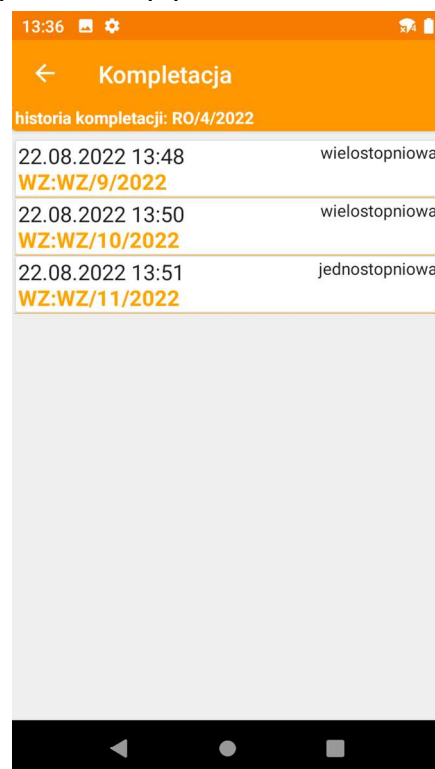 13:36
Kompletacja
historia kompletacji: RO/4/2022
22.08.2022 13:48 wielostopniowa
WZ:WZ/9/2022
22.08.2022 13:50 wielostopniowa
WZ:WZ/10/2022
22.08.2022 13:51 jednostopniowa
WZ:WZ/11/2022